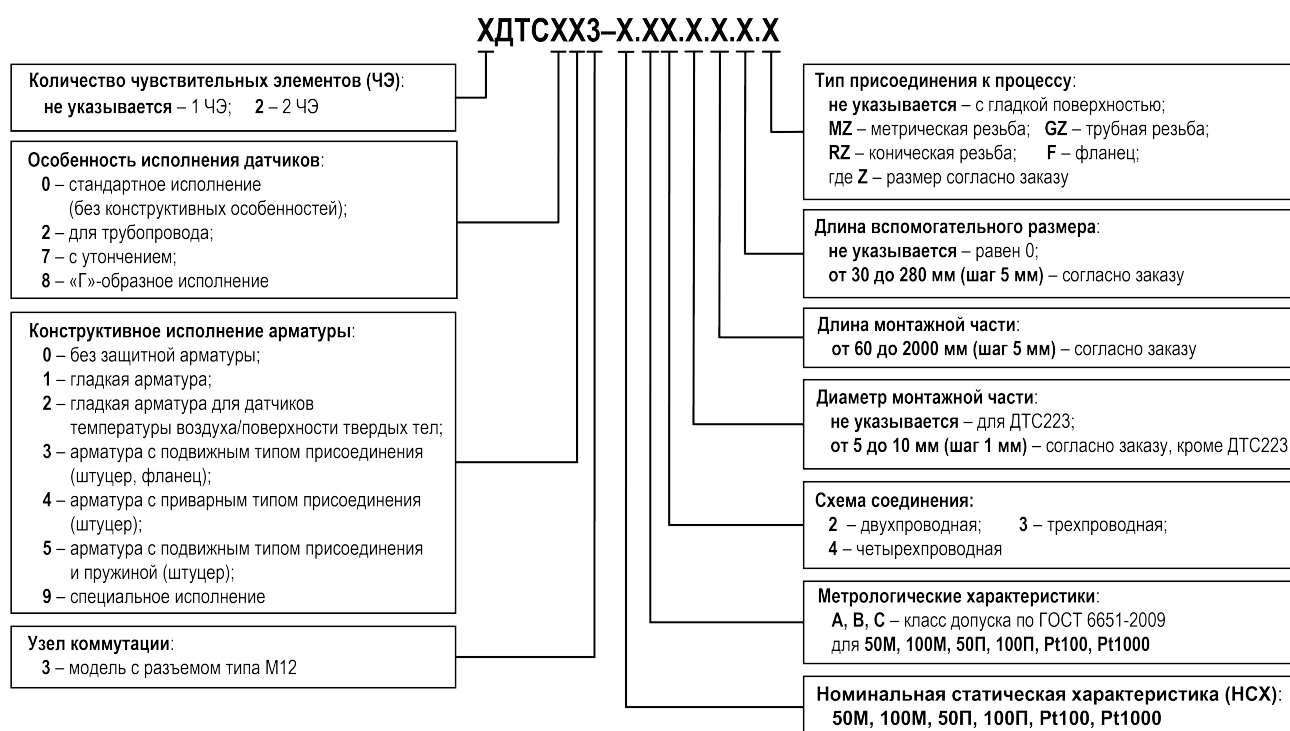 ХДТСХХ3–Х.ХХ.Х.Х.Х.Х
Количество чувствительных элементов (ЧЭ):
не указывается – 1 ЧЭ; 2 – 2 ЧЭ
Особенность исполнения датчиков:
0 – стандартное исполнение
(без конструктивных особенностей);
2 – для трубопровода;
7 – с утончением;
8 – «Г»-образное исполнение
Конструктивное исполнение арматуры:
0 – без защитной арматуры;
1 – гладкая арматура;
2 – гладкая арматура для датчиков
температуры воздуха/поверхности твердых тел;
3 – арматура с подвижным типом присоединения
(штуцер, фланец);
4 – арматура с приварным типом присоединения
(штуцер);
5 – арматура с подвижным типом присоединения
и пружиной (штуцер);
9 – специальное исполнение
Узел коммутации:
3 – модель с разъемом типа М12
Тип присоединения к процессу:
не указывается – с гладкой поверхностью;
MZ – метрическая резьба; GZ – трубная резьба;
RZ – коническая резьба; F – фланец;
где Z – размер согласно заказу
Длина вспомогательного размера:
не указывается – равен 0;
от 30 до 280 мм (шаг 5 мм) – согласно заказу
Длина монтажной части:
от 60 до 2000 мм (шаг 5 мм) – согласно заказу
Диаметр монтажной части:
не указывается – для ДТС223;
от 5 до 10 мм (шаг 1 мм) – согласно заказу, кроме ДТС223
Схема соединения:
2 – двухпроводная; 3 – трехпроводная;
4 – четырехпроводная
Метрологические характеристики:
А, В, С – класс допуска по ГОСТ 6651-2009
для 50М, 100М, 50П, 100П, Pt100, Pt1000
Номинальная статическая характеристика (НСХ):
50М, 100М, 50П, 100П, Pt100, Pt1000